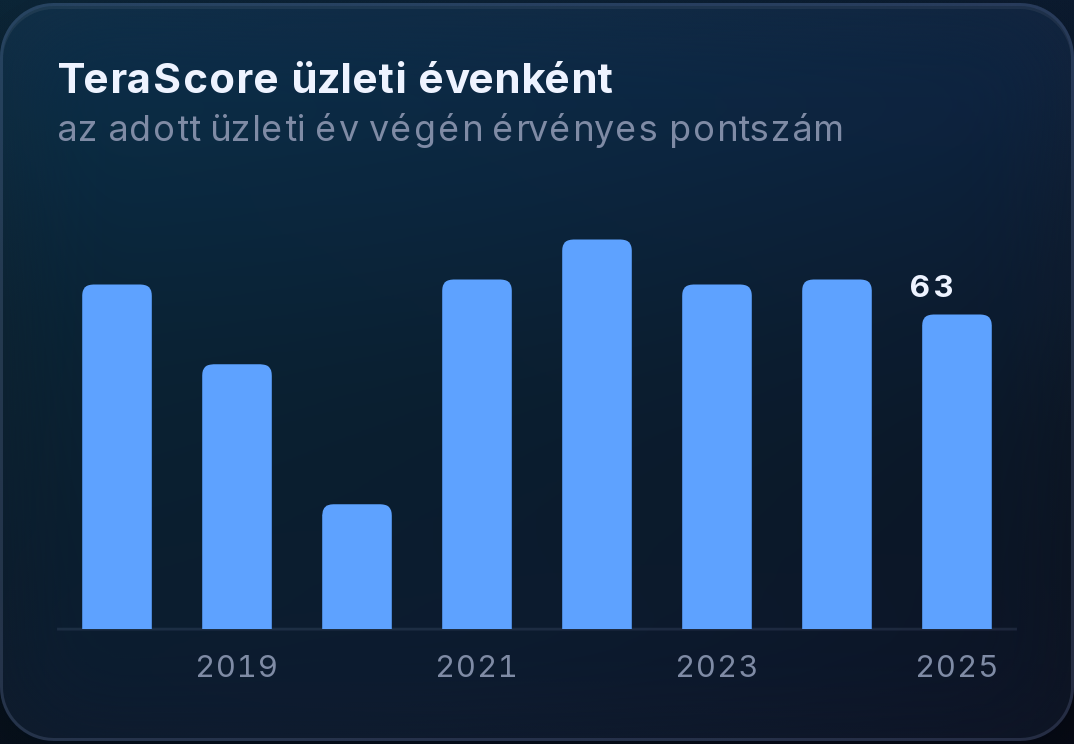 TeraScore üzleti évenként
az adott üzleti év végén érvényes pontszám
63
2019 2021 2023 2025